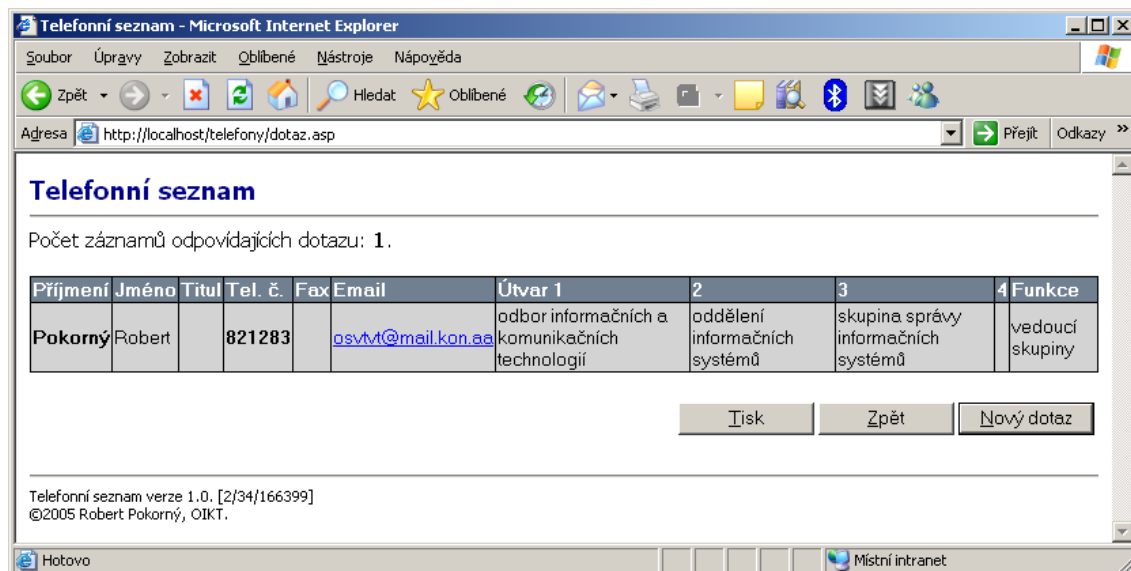 Telefonní seznam - Microsoft Internet Explorer
Soubor Úpravy Zobrazit Oblíbené Nástroje Nápověda
Zpět Hledat Oblíbené
Adresa http://localhost/telefony/dotaz.asp Přejít Odkazy »
Telefonní seznam
Počet záznamů odpovídajících dotazu: 1.
Příjmení Jméno Titul Tel. č. Fax Email Útvar 1 2 3 4 Funkce
Pokorný Robert 821283 osvtvt@mail.kon.aa odbor informačních a komunikačních technologií oddělení informačních systémů skupina správy informačních systémů vedoucí skupiny
Tisk Zpět Nový dotaz
Telefonní seznam verze 1.0. [2/34/166399]
©2005 Robert Pokorný, OIKT.
Hotovo Místní intranet